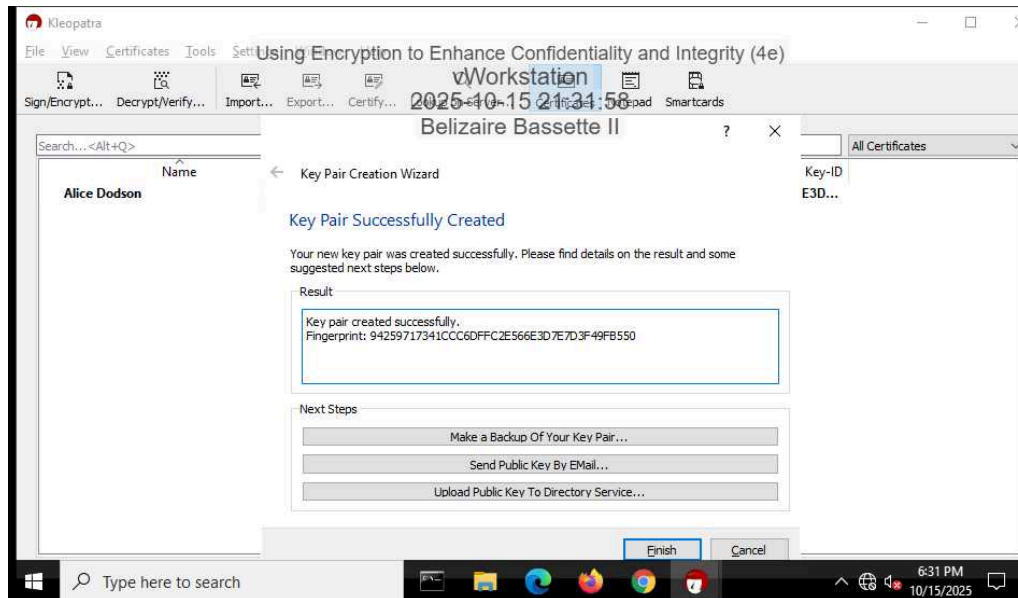 Kleopatra
File View Certificates Tools
Using Encryption to Enhance Confidentiality and Integrity (4e)
vWorkstation
2025-10-15 21:31:58
Belizaire Bassette II
Sign/Encrypt... Decrypt/Verify... Import... Export... Certify... Notepad Smartcards
Search...<Alt+Q>
All Certificates
Name
Key-ID
Alice Dodson
E3D...
? ×
Key Pair Creation Wizard
Key Pair Successfully Created
Your new key pair was created successfully. Please find details on the result and some
suggested next steps below.
Result
Key pair created successfully.
Fingerprint: 94259717341CCC6DFFC2E566E3D7E7D3F49FB550
Next Steps
Make a Backup Of Your Key Pair...
Send Public Key By EMail...
Upload Public Key To Directory Service...
Finish Cancel
Type here to search
6:31 PM
10/15/2025